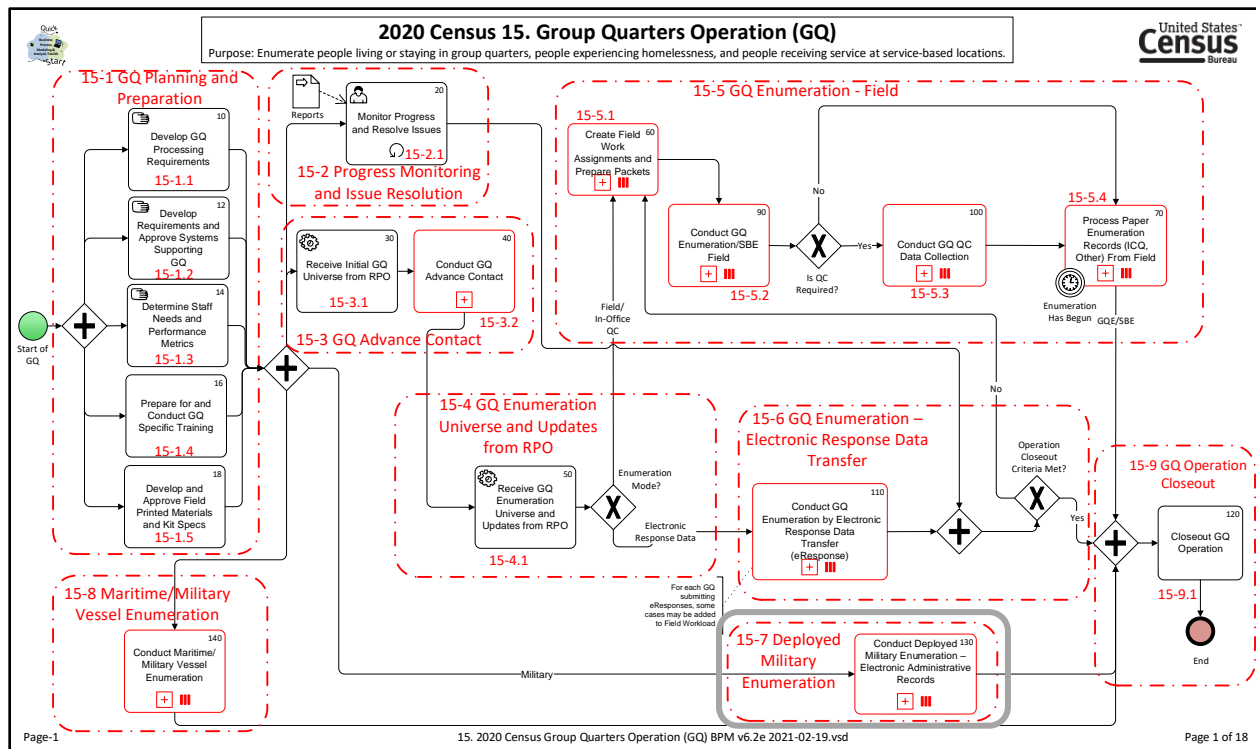 2020 Census 15. Group Quarters Operation (GQ)
Purpose: Enumerate people living or staying in group quarters, people experiencing homelessness, and people receiving service at service-based locations.
Quick
Business
Process
Modeling &
Analysis Toolkit
Start
United States®
Census
Bureau
15-1 GQ Planning and
Preparation
10
Develop GQ
Processing
Requirements
15-1.1
12
Develop
Requirements and
Approve Systems
Supporting
GQ
15-1.2
14
Determine Staff
Needs and
Performance
Metrics
15-1.3
16
Prepare for and
Conduct GQ
Specific Training
15-1.4
18
Develop and
Approve Field
Printed Materials
and Kit Specs
15-1.5
Start of
GQ
Reports
20
Monitor Progress
and Resolve Issues
15-2.1
15-2 Progress Monitoring
and Issue Resolution
30
Receive Initial GQ
Universe from RPO
15-3.1
40
Conduct GQ
Advance Contact
15-3.2
15-3 GQ Advance Contact
15-4 GQ Enumeration
Universe and Updates
from RPO
50
Receive GQ
Enumeration
Universe and
Updates from RPO
15-4.1
Enumeration
Mode?
Field/
In-Office
QC
Electronic
Response Data
15-5 GQ Enumeration - Field
15-5.1
60
Create Field
Work
Assignments and
Prepare Packets
90
Conduct GQ
Enumeration/SBE
Field
15-5.2
No
Yes
Is QC
Required?
100
Conduct GQ QC
Data Collection
15-5.3
15-5.4
70
Process Paper
Enumeration
Records (ICQ,
Other) From Field
Enumeration
Has Begun
GQE/SBE
15-6 GQ Enumeration –
Electronic Response Data
Transfer
110
Conduct GQ
Enumeration by Electronic
Response Data
Transfer
(eResponse)
For each GQ
submitting
eResponses, some
cases may be added
to Field Workload
No
Operation
Closeout
Criteria Met?
Yes
15-9 GQ Operation
Closeout
120
Closeout GQ
Operation
15-9.1
End
15-8 Maritime/Military
Vessel Enumeration
140
Conduct Maritime/
Military Vessel
Enumeration
Military
15-7 Deployed
Military
Enumeration
130
Conduct Deployed
Military Enumeration –
Electronic Administrative
Records
Page-1
15. 2020 Census Group Quarters Operation (GQ) BPM v6.2e 2021-02-19.vsd
Page 1 of 18